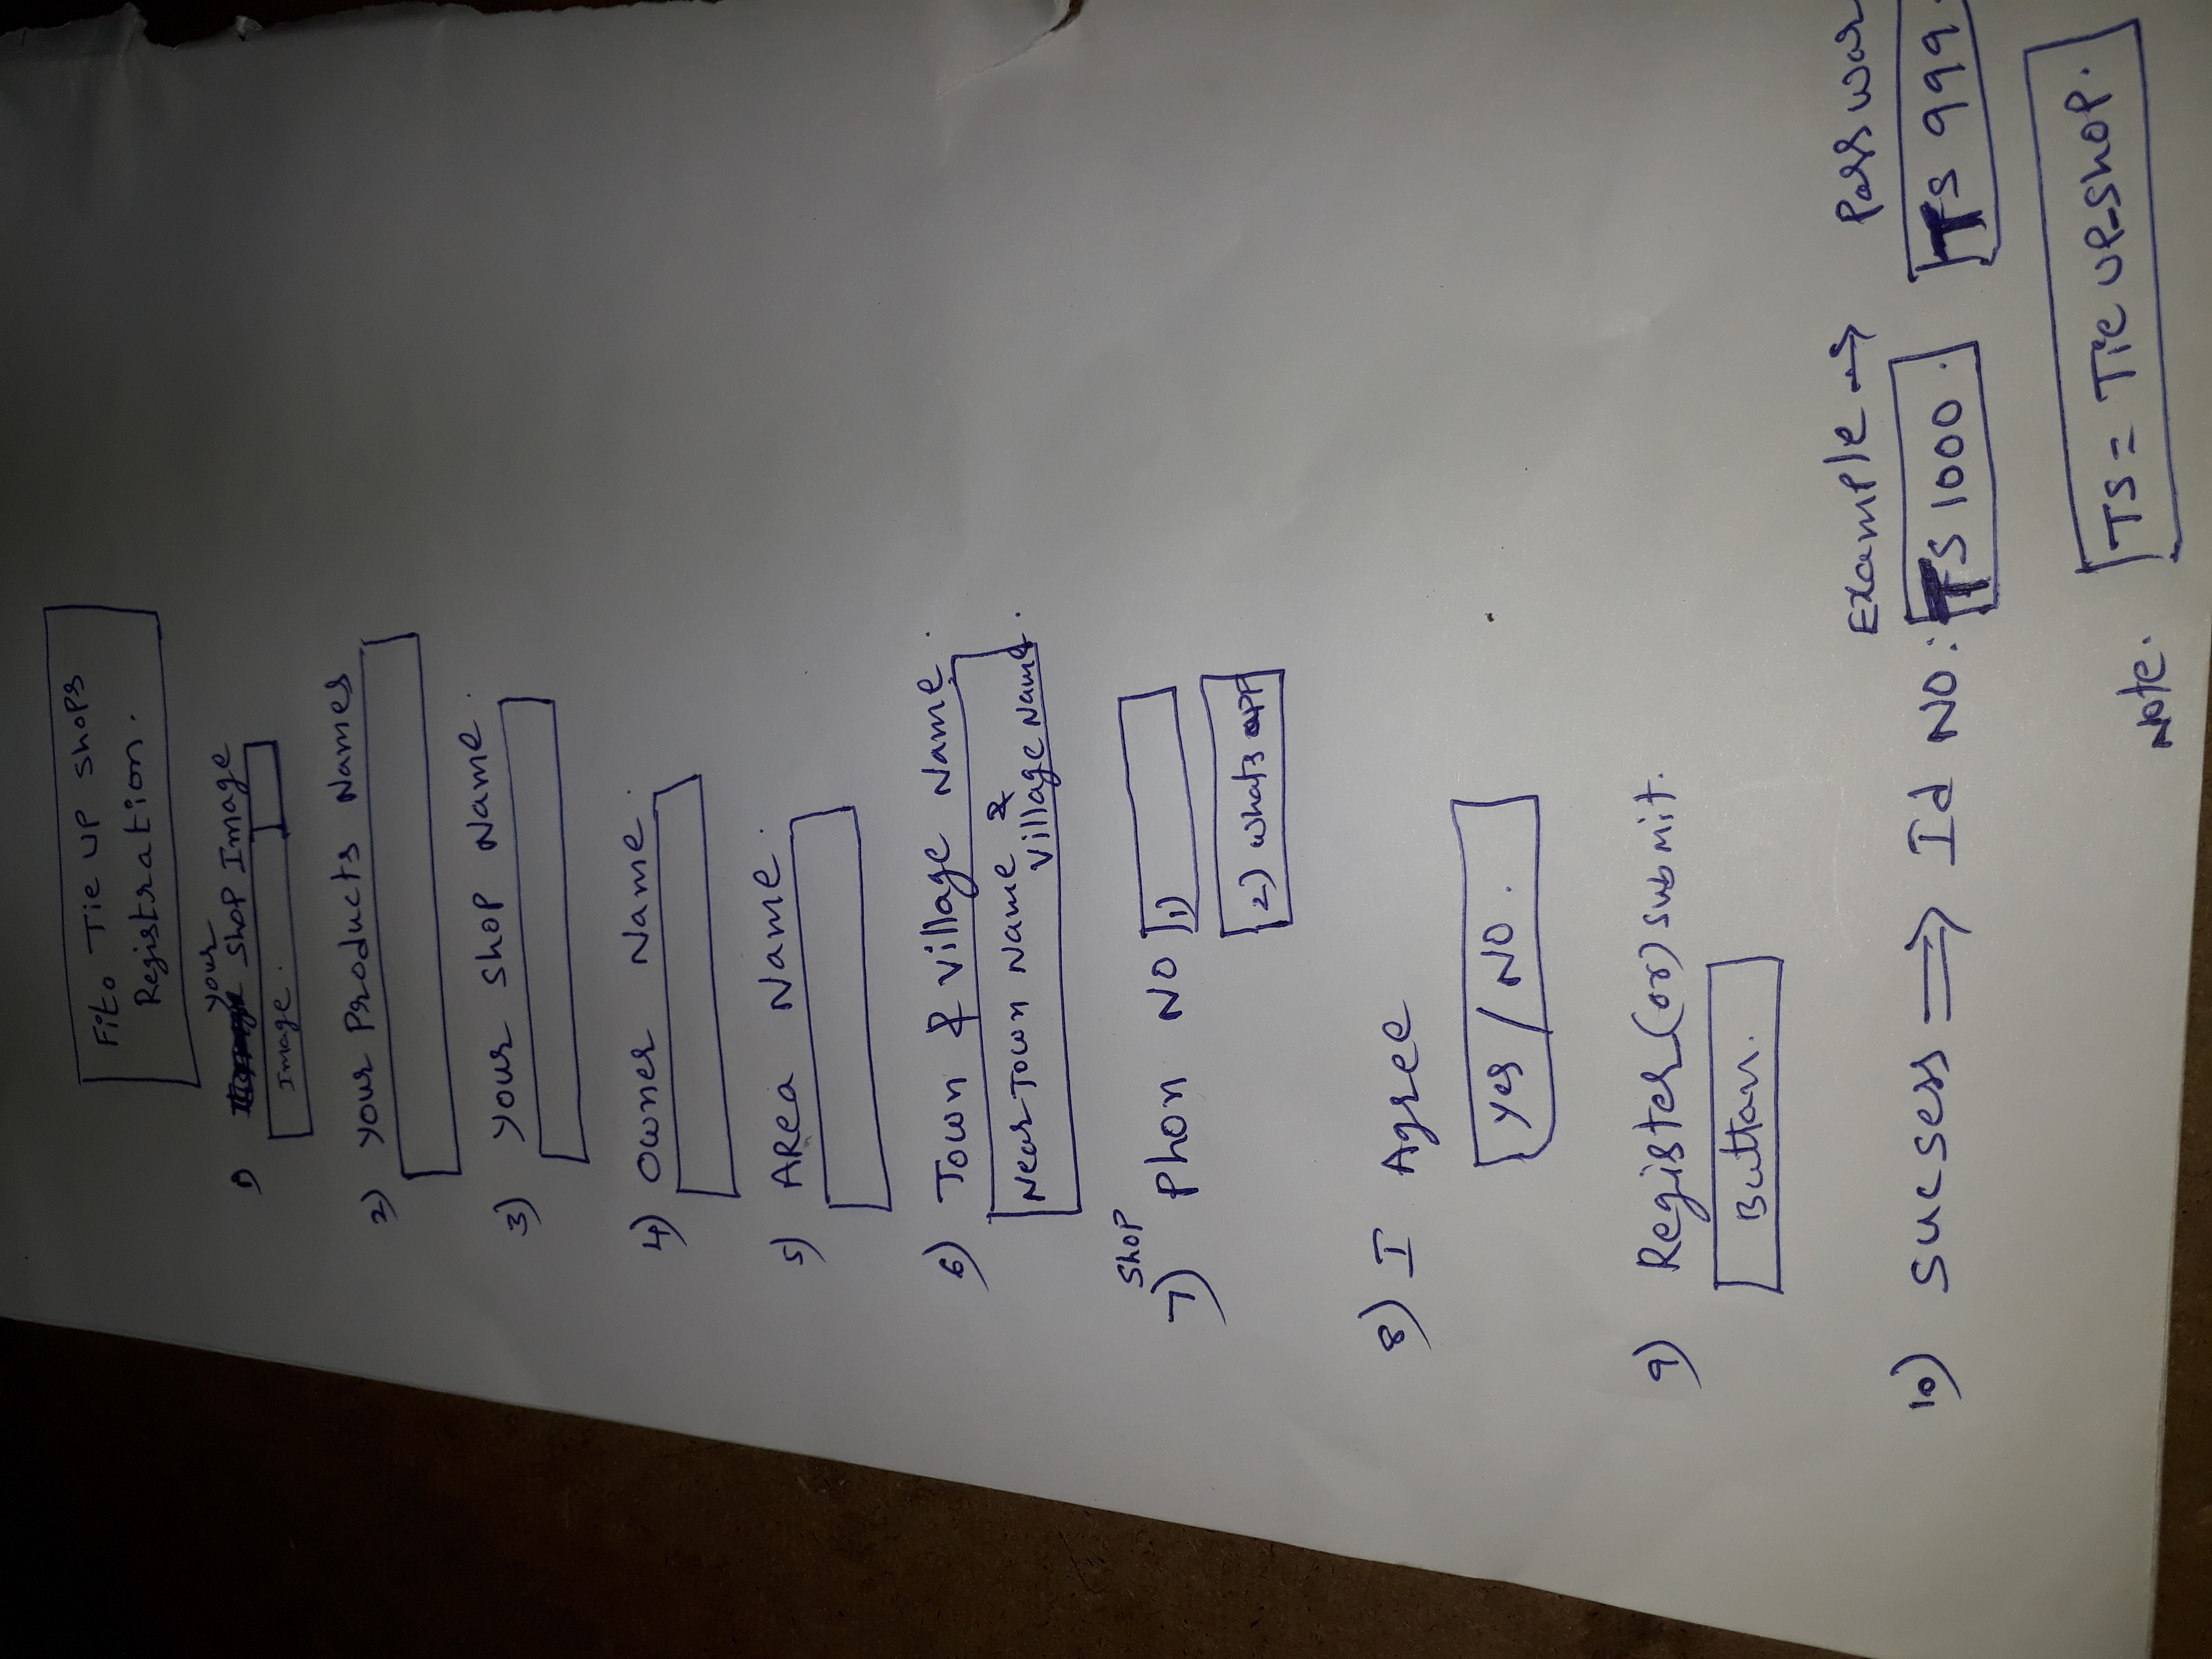 Fito Tie up shops
Registration.
1) your shop Image
Image.
2) your Products Names
3) your shop Name.
4) Owner Name.
5) ARea Name.
6) Town & village Name.
Near Town Name &
village Name.
7) Shop Phon NO 1)
2) whats app
8) I Agree
yes / NO.
9) Register (or) submit.
Button.
Example → Passwor
10) sucsess ⇒ Id NO: TS 1000. TS 999.
Note. TS = Tie up-shop.